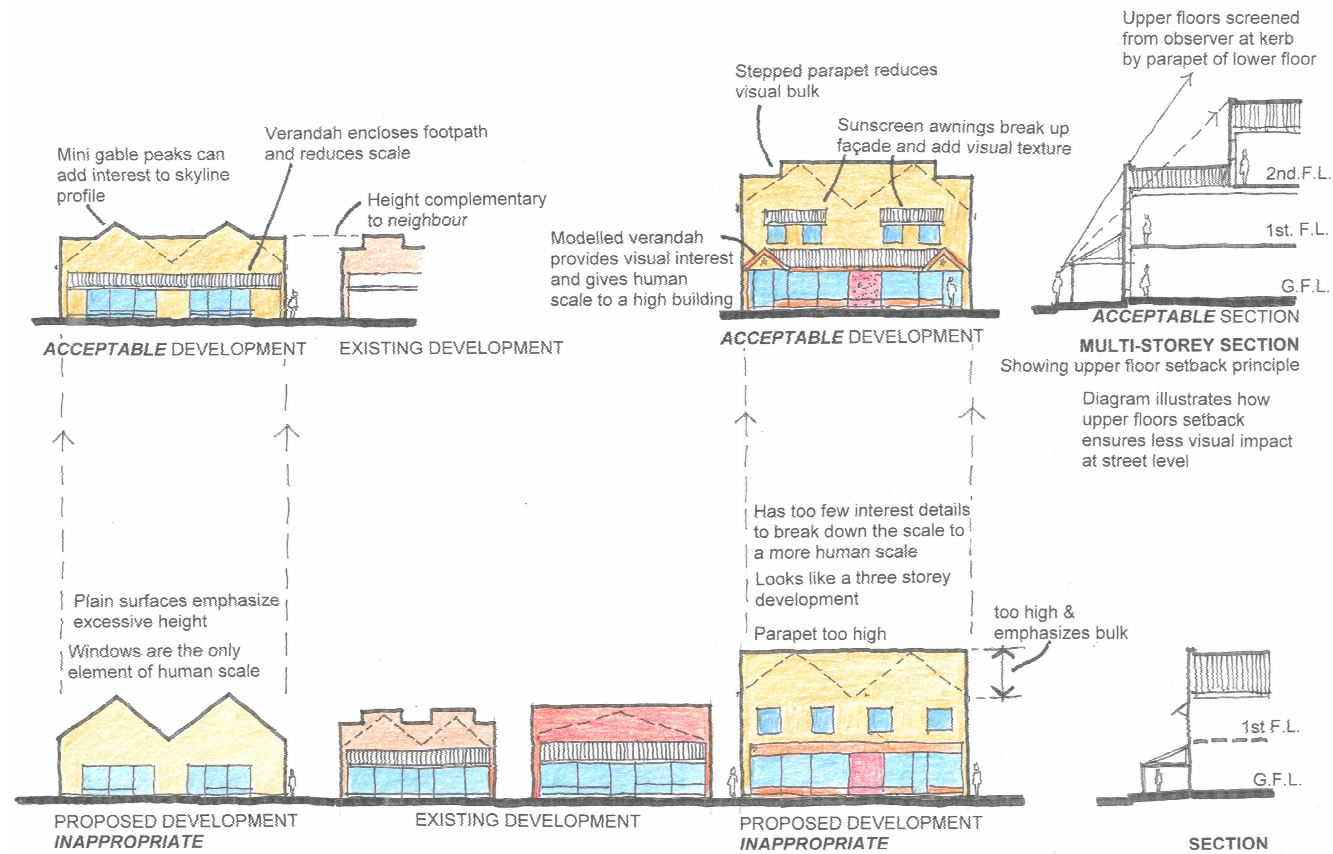 Upper floors screened
from observer at kerb
by parapet of lower floor
Stepped parapet reduces
visual bulk
Verandah encloses footpath
and reduces scale
Sunscreen awnings break up
façade and add visual texture
Mini gable peaks can
add interest to skyline
profile
Height complementary
to neighbour
Modelled verandah
provides visual interest
and gives human
scale to a high building
2nd.F.L.
1st. F.L.
G.F.L.
ACCEPTABLE DEVELOPMENT
EXISTING DEVELOPMENT
ACCEPTABLE DEVELOPMENT
ACCEPTABLE SECTION
MULTI-STOREY SECTION
Showing upper floor setback principle
Diagram illustrates how
upper floors setback
ensures less visual impact
at street level
Has too few interest details
to break down the scale to
a more human scale
Looks like a three storey
development
Parapet too high
too high &
emphasizes bulk
Plain surfaces emphasize
excessive height
Windows are the only
element of human scale
1st F.L.
G.F.L.
PROPOSED DEVELOPMENT
INAPPROPRIATE
EXISTING DEVELOPMENT
PROPOSED DEVELOPMENT
INAPPROPRIATE
SECTION